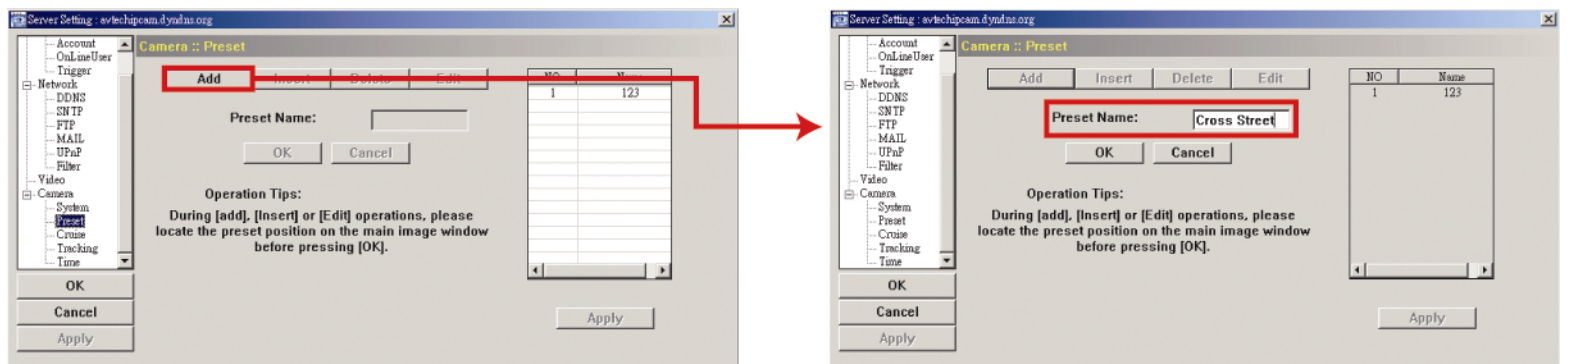 Server Setting : avtechipcam.dyndns.org
Account
OnLineUser
Trigger
Network
DDNS
SNTP
FTP
MAIL
UPnP
Filter
Video
Camera
System
Preset
Cruise
Tracking
Time
OK
Cancel
Apply
Camera :: Preset
Add Insert Delete Edit
Preset Name:
OK Cancel
Operation Tips:
During [add], [Insert] or [Edit] operations, please
locate the preset position on the main image window
before pressing [OK].
NO Name
1 123
Apply
Server Setting : avtechipcam.dyndns.org
Account
OnLineUser
Trigger
Network
DDNS
SNTP
FTP
MAIL
UPnP
Filter
Video
Camera
System
Preset
Cruise
Tracking
Time
OK
Cancel
Apply
Camera :: Preset
Add Insert Delete Edit
Preset Name: Cross Street
OK Cancel
Operation Tips:
During [add], [Insert] or [Edit] operations, please
locate the preset position on the main image window
before pressing [OK].
NO Name
1 123
Apply